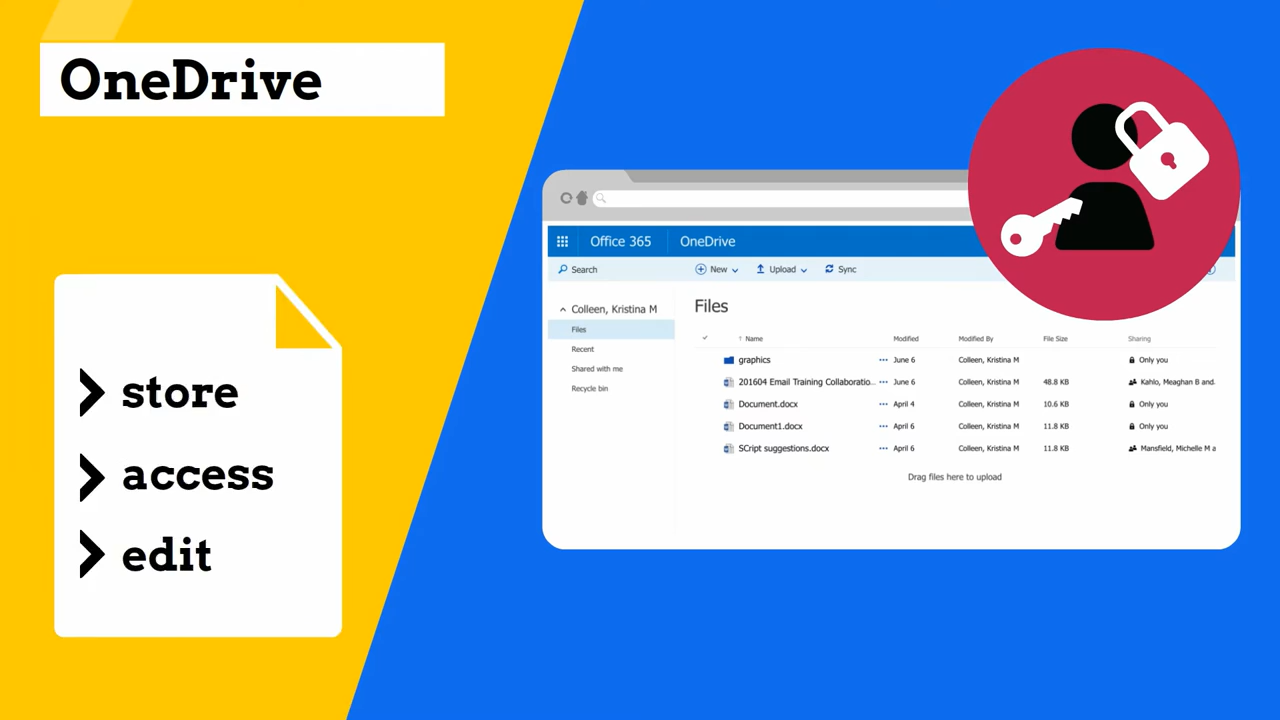 OneDrive
store
access
edit
Office 365 OneDrive
Search New Upload Sync
Colleen, Kristina M
Files
Recent
Shared with me
Recycle bin
Files
Name Modified Modified By File Size Sharing
graphics ••• June 6 Colleen, Kristina M Only you
201604 Email Training Collaboratio... ••• June 6 Colleen, Kristina M 48.8 KB Kahlo, Meaghan B and
Document.docx ••• April 4 Colleen, Kristina M 10.6 KB Only you
Document1.docx ••• April 6 Colleen, Kristina M 11.8 KB Only you
SCript suggestions.docx ••• April 6 Colleen, Kristina M 11.8 KB Mansfield, Michelle M a
Drag files here to upload